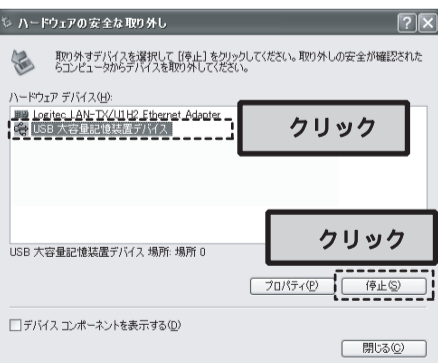 ハードウェアの安全な取り外し
取り外すデバイスを選択して [停止] をクリックしてください。取り外しの安全が確認された
らコンピュータからデバイスを取り外してください。
ハードウェア デバイス(H):
Logitec LAN-TX/U1H2 Ethernet Adapter
USB 大容量記憶装置デバイス
クリック
クリック
USB 大容量記憶装置デバイス 場所: 場所 0
プロパティ(P)
停止(S)
デバイス コンポーネントを表示する(D)
閉じる(C)